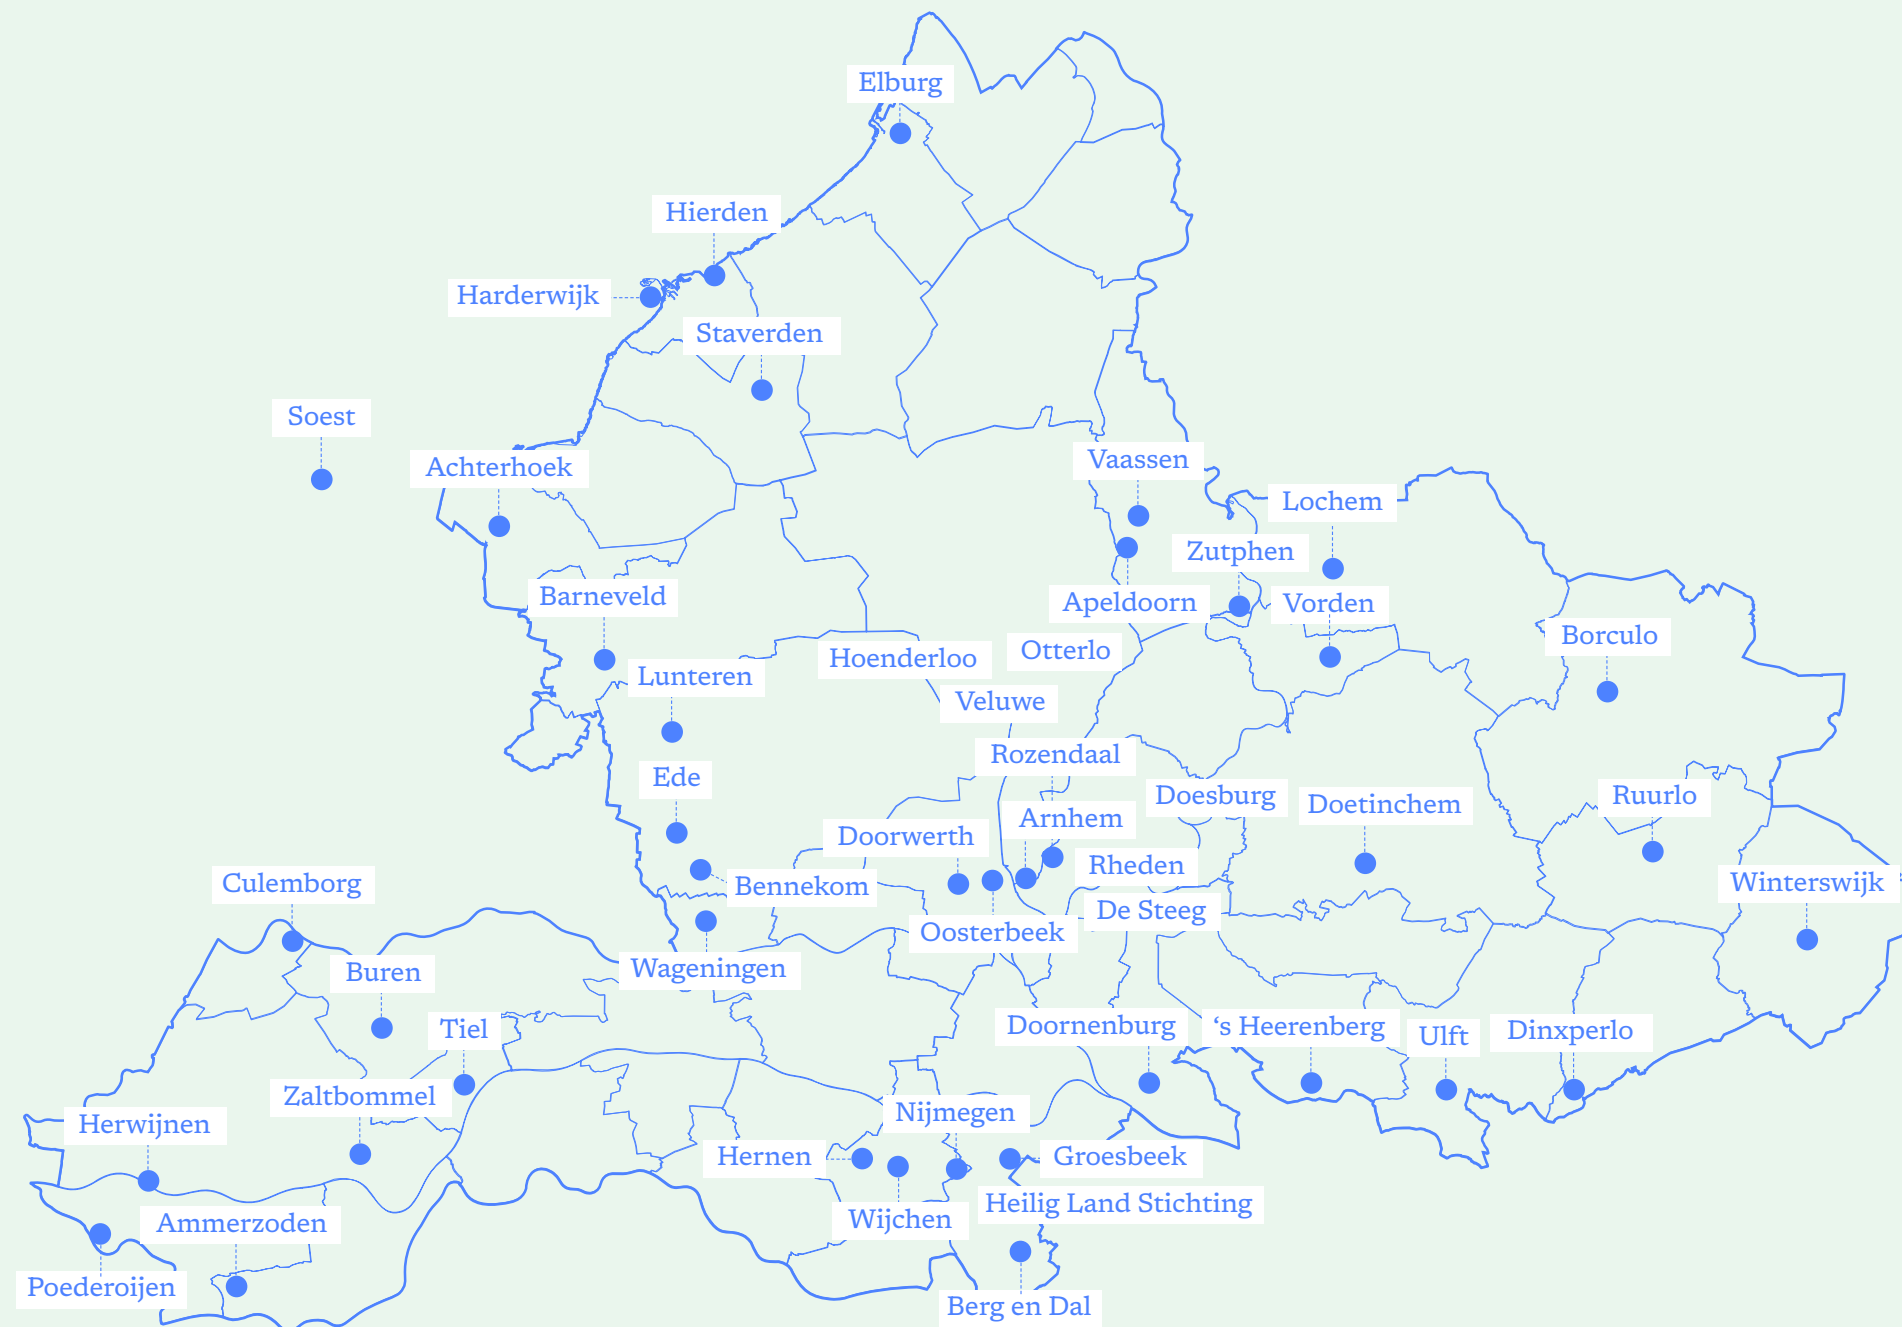 Elburg
Hierden
Harderwijk
Staverden
Soest
Achterhoek
Vaassen
Lochem
Zutphen
Barneveld
Apeldoorn
Vorden
Borculo
Otterlo
Hoenderloo
Lunteren
Veluwe
Rozendaal
Ede
Doesburg
Doetinchem
Ruurlo
Arnhem
Doorwerth
Rheden
Culemborg
Bennekom
Winterswijk
De Steeg
Oosterbeek
Buren
Wageningen
Tiel
Doornenburg
‘s Heerenberg
Ulft
Dinxperlo
Zaltbommel
Nijmegen
Herwijnen
Hernen
Groesbeek
Heilig Land Stichting
Ammerzoden
Wijchen
Poederoijen
Berg en Dal